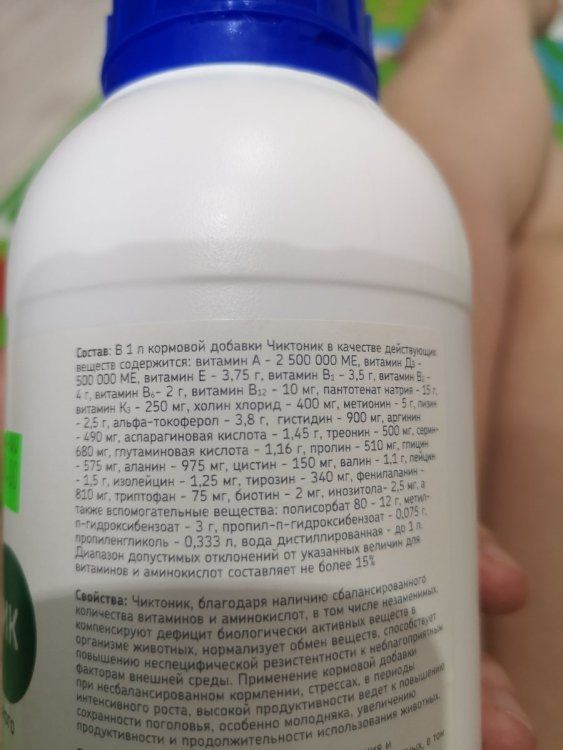 Состав: В 1 л кормовой добавки Чиктоник в качестве действующих
веществ содержится: витамин А - 2 500 000 МЕ, витамин Д₃ -
500 000 МЕ, витамин Е - 3,75 г, витамин В₁ - 3,5 г, витамин В₂ -
4 г, витамин В₆ - 2 г, витамин В₁₂ - 10 мг, пантотенат натрия - 15 г,
витамин К₃ - 250 мг, холин хлорид - 400 мг, метионин - 5 г, лизин
- 2,5 г, альфа-токоферол - 3,8 г, гистидин - 900 мг, аргинин
- 490 мг, аспарагиновая кислота - 1,45 г, треонин - 500 мг, серин-
680 мг, глутаминовая кислота - 1,16 г, пролин - 510 мг, глицин
- 575 мг, аланин - 975 мг, цистин - 150 мг, валин - 1,1 г, лейцин
- 1,5 г, изолейцин - 1,25 мг, тирозин - 340 мг, фенилаланин -
810 мг, триптофан - 75 мг, биотин - 2 мг, инозитола- 2,5 мг, а
также вспомогательные вещества: полисорбат 80 - 12 г, метил-
п-гидроксибензоат - 3 г, пропил-п-гидроксибензоат - 0,075 г,
пропиленгликоль - 0,333 л, вода дистиллированная - до 1 л.
Диапазон допустимых отклонений от указанных величин для
витаминов и аминокислот составляет не более 15%
Свойства: Чиктоник, благодаря наличию сбалансированного
количества витаминов и аминокислот, в том числе незаменимых,
компенсируют дефицит биологически активных веществ в
организме животных, нормализует обмен веществ, способствует
повышению неспецифической резистентности к неблагоприятным
факторам внешней среды. Применение кормовой добавки
при несбалансированном кормлении, стрессах, в периоды
интенсивного роста, высокой продуктивности ведет к повышению
сохранности поголовья, особенно молодняка, увеличению
продуктивности и продолжительности использования животных.